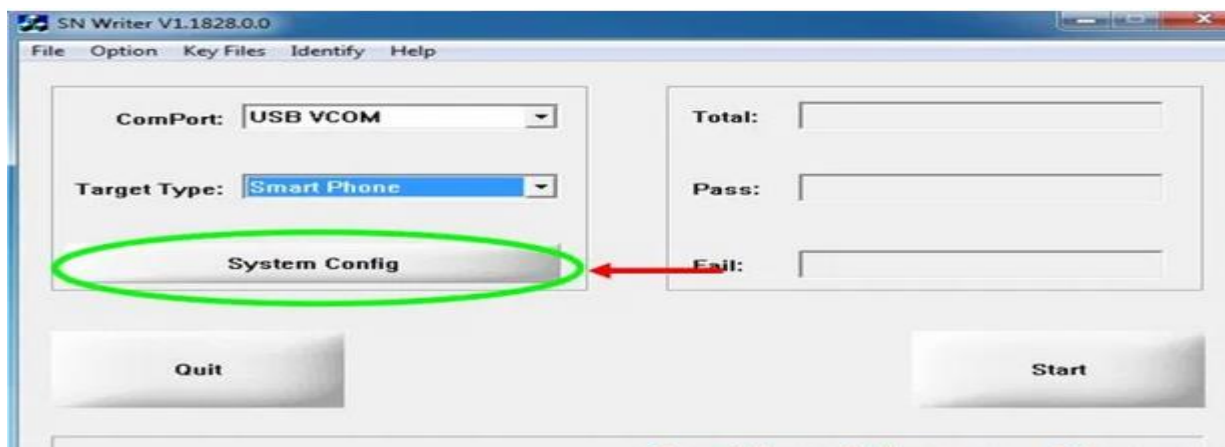 SN Writer V1.1828.0.0
File Option Key Files Identify Help
ComPort: USB VCOM
Total:
Target Type: Smart Phone
Pass:
System Config
Fail:
Quit
Start